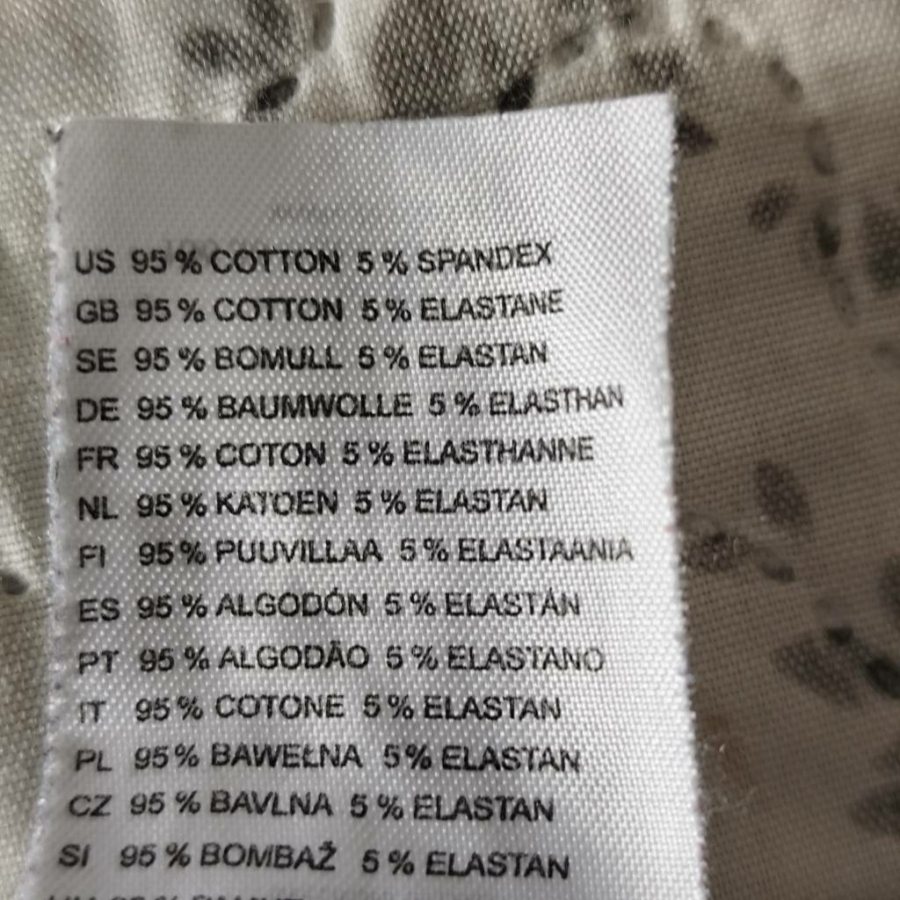 US 95 % COTTON 5 % SPANDEX
GB 95 % COTTON 5 % ELASTANE
SE 95 % BOMULL 5 % ELASTAN
DE 95 % BAUMWOLLE 5 % ELASTHAN
FR 95 % COTON 5 % ELASTHANNE
NL 95 % KATOEN 5 % ELASTAN
FI 95 % PUUVILLAA 5 % ELASTAANIA
ES 95 % ALGODÓN 5 % ELASTÁN
PT 95 % ALGODÃO 5 % ELASTANO
IT 95 % COTONE 5 % ELASTAN
PL 95 % BAWEŁNA 5 % ELASTAN
CZ 95 % BAVLNA 5 % ELASTAN
SI 95 % BOMBAŽ 5 % ELASTAN